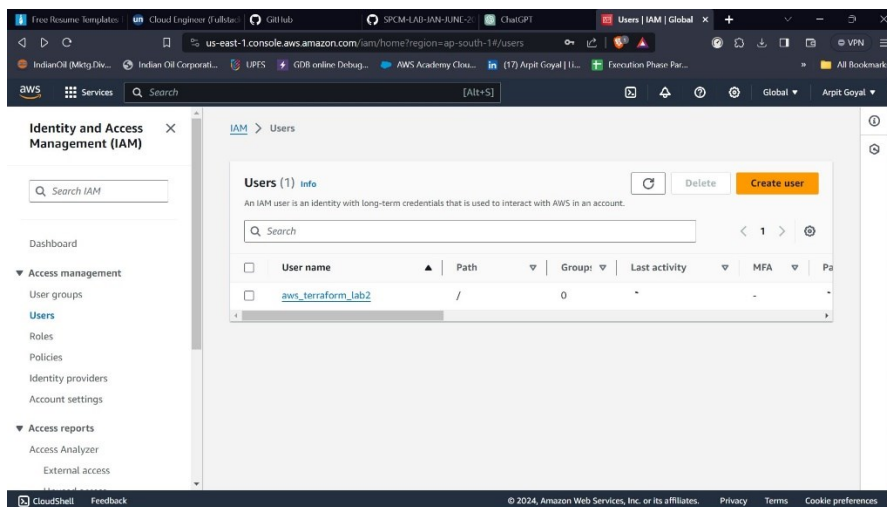 Free Resume Templates
Cloud Engineer (Fullstac
GitHub
SPCM-LAB-JAN-JUNE-20
ChatGPT
Users | IAM | Global
us-east-1.console.aws.amazon.com/iam/home?region=ap-south-1#/users
VPN
IndianOil (Mktg.Div...
Indian Oil Corporati...
UPES
GDB online Debug...
AWS Academy Clou...
(17) Arpit Goyal | Li...
Execution Phase Par...
»
All Bookmark
aws
Services
Search
[Alt+S]
Global
Arpit Goyal
Identity and Access
Management (IAM)
Search IAM
Dashboard
Access management
User groups
Users
Roles
Policies
Identity providers
Account settings
Access reports
Access Analyzer
External access
IAM > Users
Users (1) Info
Delete
Create user
An IAM user is an identity with long-term credentials that is used to interact with AWS in an account.
Search
< 1 >
User name
Path
Group:
Last activity
MFA
Pa
aws_terraform_lab2
/
0
-
-
-
CloudShell Feedback
© 2024, Amazon Web Services, Inc. or its affiliates.
Privacy Terms Cookie preferences